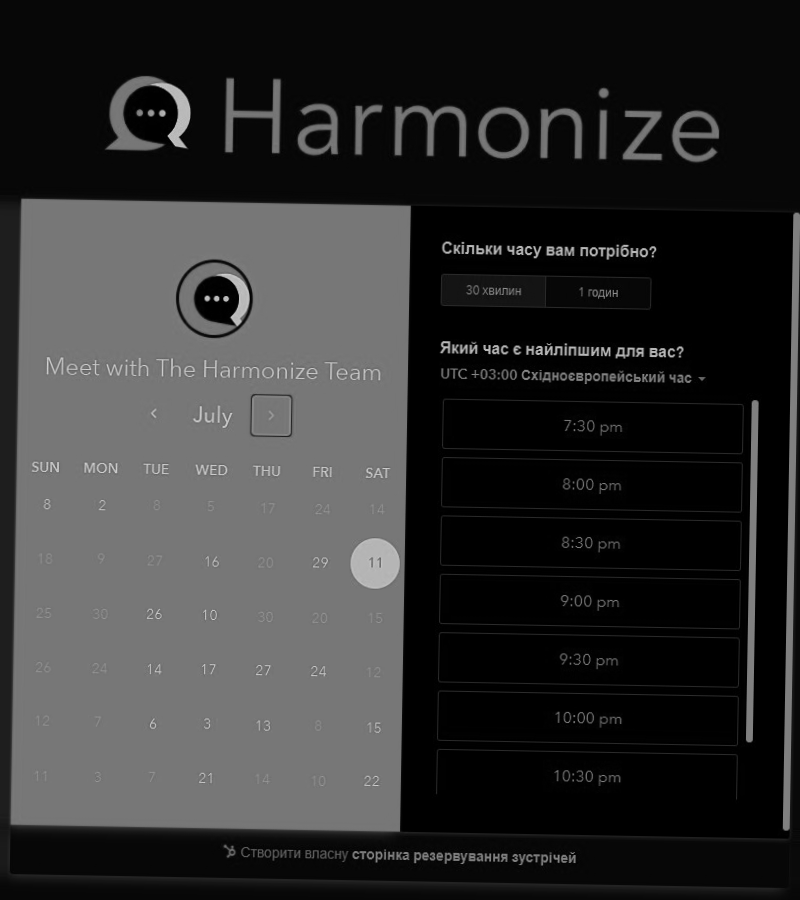 Harmonize
Meet with The Harmonize Team
July
SUN MON TUE WED THU FRI SAT
8 2 8 5 17 24 14
18 9 27 16 20 29 11
25 30 26 10 30 20 15
26 24 14 17 27 24 12
12 7 6 3 13 8 15
11 3 7 21 14 10 22
Скільки часу вам потрібно?
30 хвилин 1 годин
Який час є найліпшим для вас?
UTC +03:00 Східноєвропейський час
7:30 pm
8:00 pm
8:30 pm
9:00 pm
9:30 pm
10:00 pm
10:30 pm
Створити власну сторінка резервування зустрічей